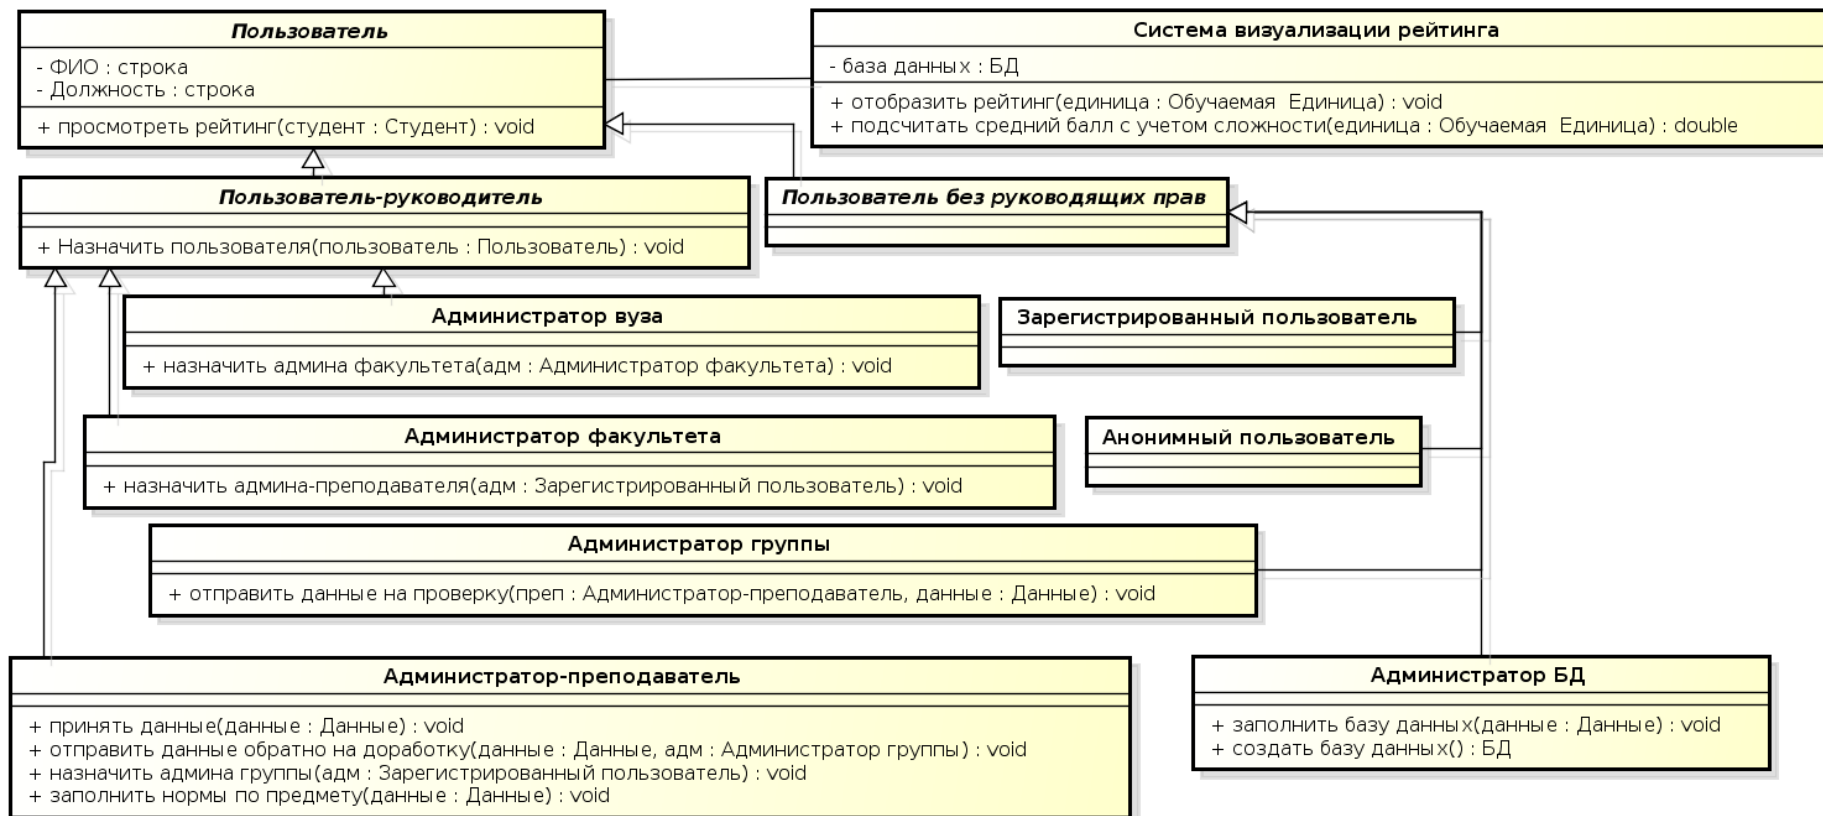 Пользователь
- ФИО : строка
- Должность : строка
+ просмотреть рейтинг(студент : Студент) : void
Система визуализации рейтинга
- база данных : БД
+ отобразить рейтинг(единица : Обучаемая Единица) : void
+ подсчитать средний балл с учетом сложности(единица : Обучаемая Единица) : double
Пользователь-руководитель
+ Назначить пользователя(пользователь : Пользователь) : void
Пользователь без руководящих прав
Администратор вуза
+ назначить админа факультета(адм : Администратор факультета) : void
Зарегистрированный пользователь
Администратор факультета
+ назначить админа-преподавателя(адм : Зарегистрированный пользователь) : void
Анонимный пользователь
Администратор группы
+ отправить данные на проверку(преп : Администратор-преподаватель, данные : Данные) : void
Администратор-преподаватель
+ принять данные(данные : Данные) : void
+ отправить данные обратно на доработку(данные : Данные, адм : Администратор группы) : void
+ назначить админа группы(адм : Зарегистрированный пользователь) : void
+ заполнить нормы по предмету(данные : Данные) : void
Администратор БД
+ заполнить базу данных(данные : Данные) : void
+ создать базу данных() : БД